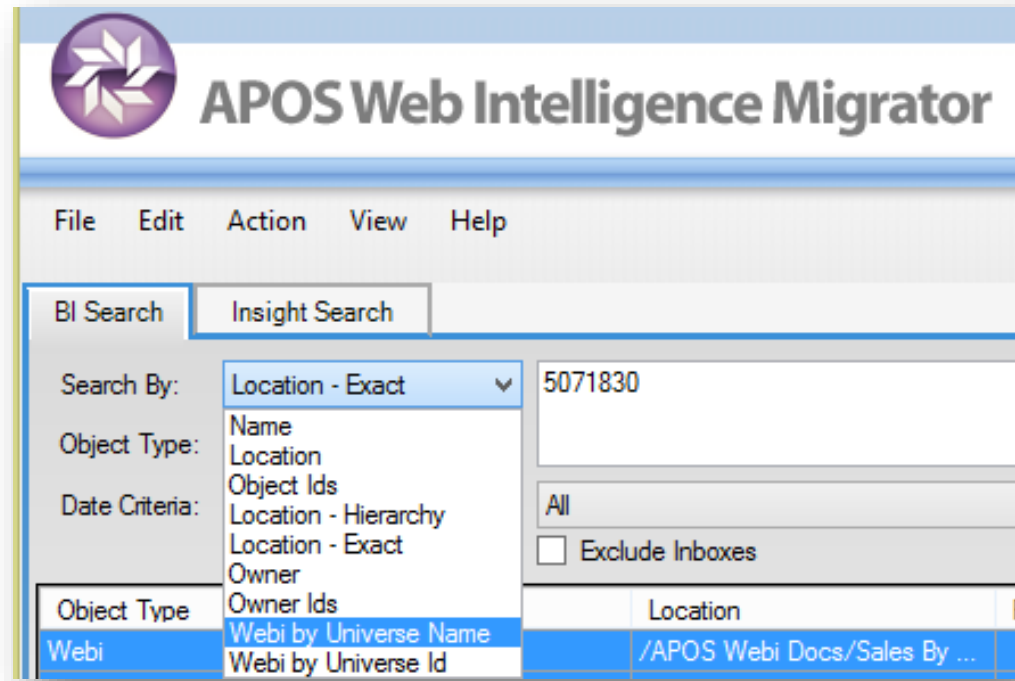 APOS Web Intelligence Migrator
File Edit Action View Help
BI Search Insight Search
Search By: Location - Exact 5071830
Name
Object Type: Location
Object Ids
Date Criteria: Location - Hierarchy All
Location - Exact Exclude Inboxes
Owner
Object Type Owner Ids Location
Webi by Universe Name
Webi Webi by Universe Id /APOS Webi Docs/Sales By ...